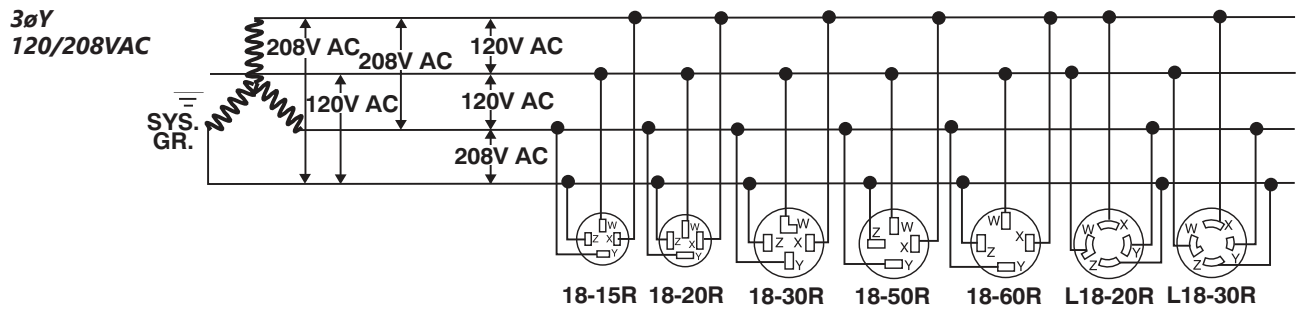 3øY
120/208VAC
208V AC
208V AC
120V AC
120V AC
120V AC
208V AC
SYS.
GR.
W
Z X
Y
W
Z X
Y
W
Z X
Y
W
Z
X
Y
W
X
Z
Y
W X
Z Y
W X
Z Y
18-15R 18-20R 18-30R 18-50R 18-60R L18-20R L18-30R